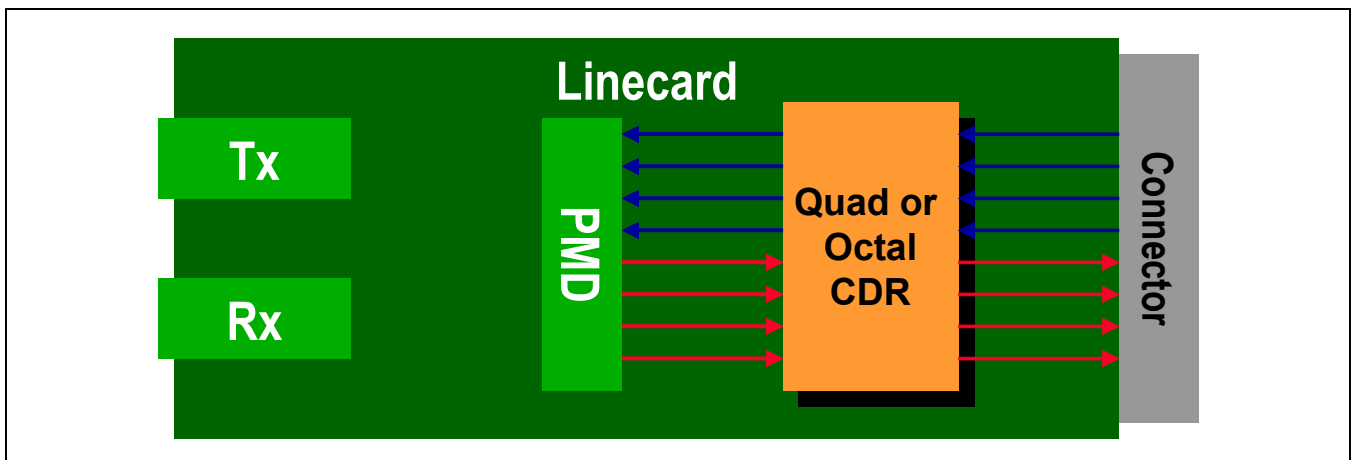 Linecard
Tx
Rx
PMD
Quad or
Octal
CDR
Connector